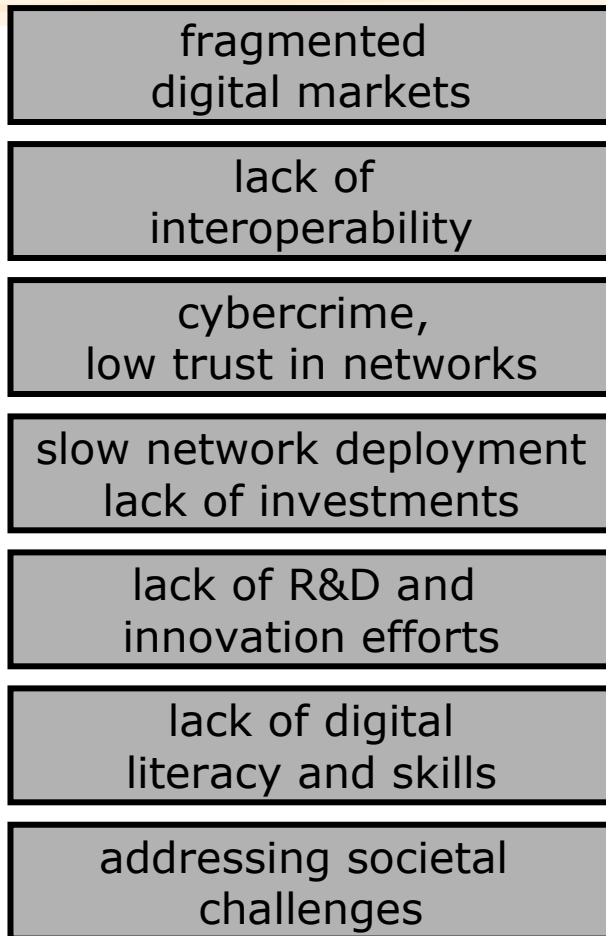 fragmented
digital markets
lack of
interoperability
cybercrime,
low trust in networks
slow network deployment
lack of investments
lack of R&D and
innovation efforts
lack of digital
literacy and skills
addressing societal
challenges